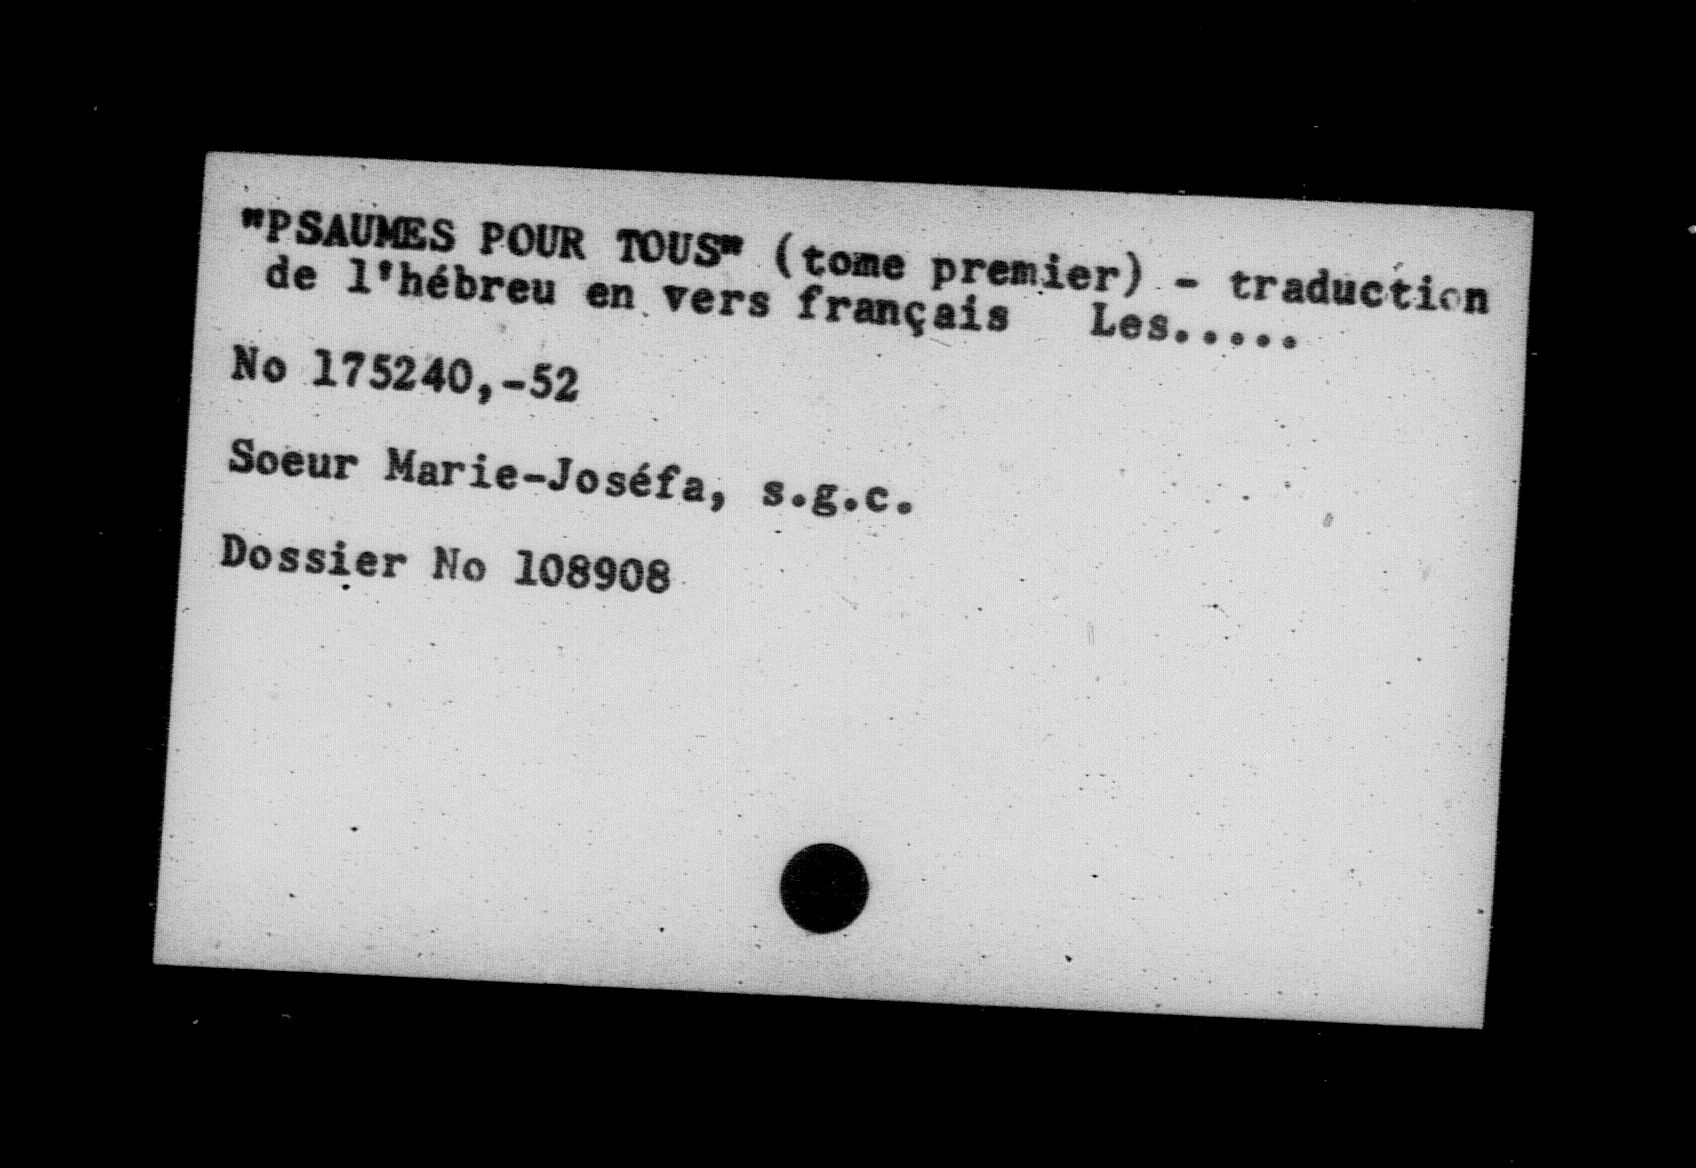 "PSAUMES POUR TOUS" (tome premier) - traduction
de l'hébreu en vers français Les.....
No 175240,-52
Soeur Marie-Joséfa, s.g.c.
Dossier No 108908